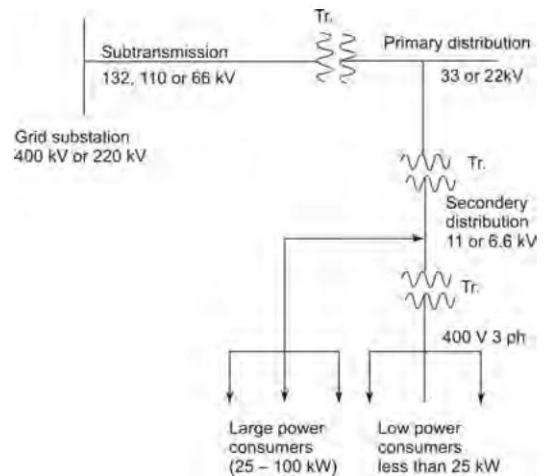 Tr.
Subtransmission
132, 110 or 66 kV
Primary distribution
33 or 22kV
Grid substation
400 kV or 220 kV
Tr.
Secondery
distribution
11 or 6.6 kV
Tr.
400 V 3 ph
Large power
consumers
(25 – 100 kW)
Low power
consumers
less than 25 kW